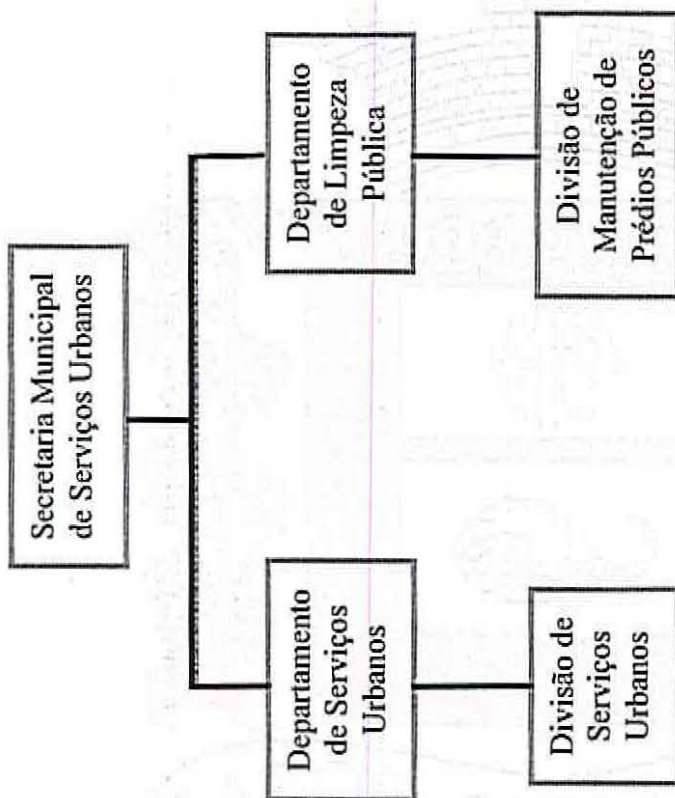 Secretaria Municipal
de Serviços Urbanos
Departamento
de Serviços
Urbanos
Departamento
de Limpeza
Pública
Divisão de
Serviços
Urbanos
Divisão de
Manutenção de
Prédios Públicos